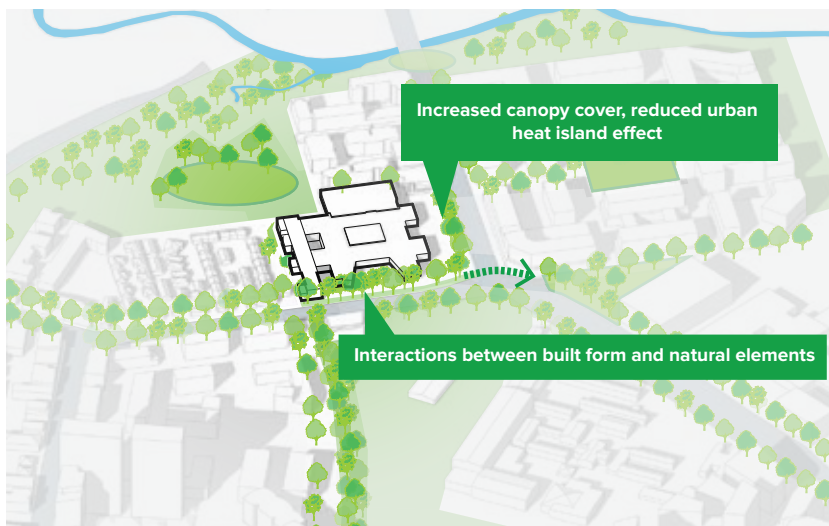 Increased canopy cover, reduced urban
heat island effect
Interactions between built form and natural elements